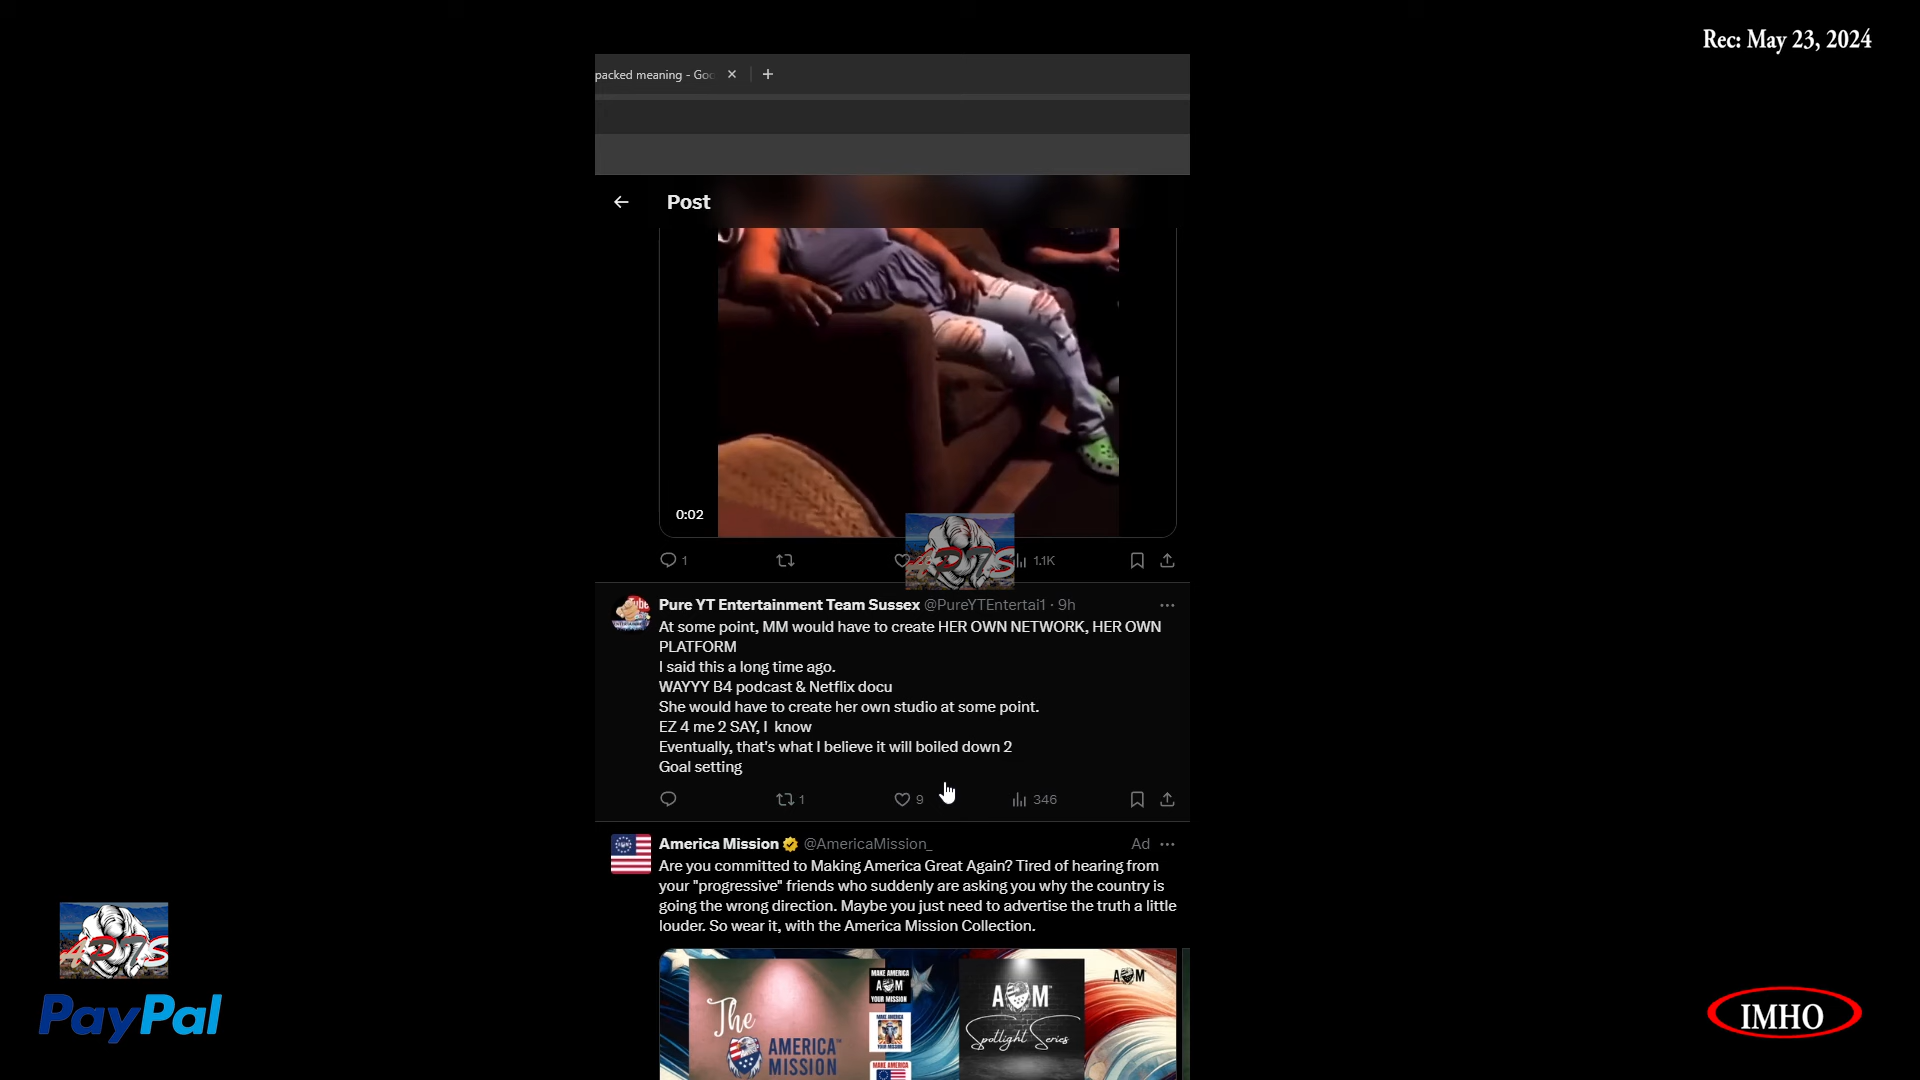 Rec: May 23, 2024
packed meaning - Goo
Post
0:02
1
1.1K
Pure YT Entertainment Team Sussex @PureYTEntertai1 · 9h
At some point, MM would have to create HER OWN NETWORK, HER OWN
PLATFORM
I said this a long time ago.
WAYYY B4 podcast & Netflix docu
She would have to create her own studio at some point.
EZ 4 me 2 SAY, I know
Eventually, that's what I believe it will boiled down 2
Goal setting
1
9
346
America Mission @AmericaMission_
Ad
Are you committed to Making America Great Again? Tired of hearing from
your "progressive" friends who suddenly are asking you why the country is
going the wrong direction. Maybe you just need to advertise the truth a little
louder. So wear it, with the America Mission Collection.
The
AMERICA™
MISSION
MAKE AMERICA
YOUR MISSION
Spotlight Series
PayPal
IMHO